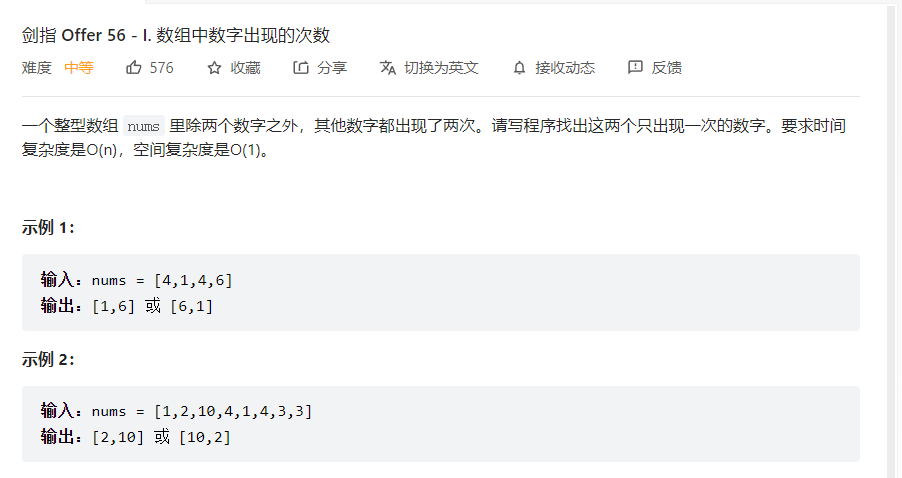 剑指 Offer 56 - I. 数组中数字出现的次数
难度 中等 576 收藏 分享 切换为英文 接收动态 反馈
一个整型数组 nums 里除两个数字之外，其他数字都出现了两次。请写程序找出这两个只出现一次的数字。要求时间
复杂度是O(n)，空间复杂度是O(1)。
示例 1：
输入：nums = [4,1,4,6]
输出：[1,6] 或 [6,1]
示例 2：
输入：nums = [1,2,10,4,1,4,3,3]
输出：[2,10] 或 [10,2]